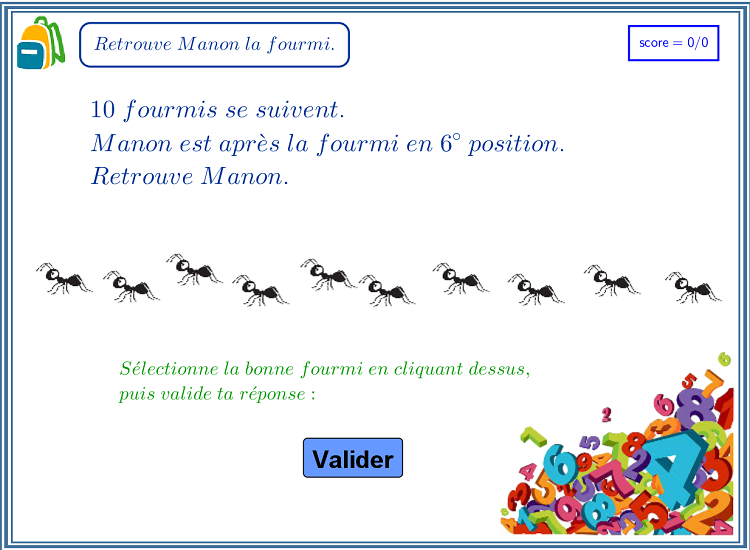 Retrouve Manon la fourmi.
score = 0/0
10 fourmis se suivent.
Manon est après la fourmi en 6° position.
Retrouve Manon.
Sélectionne la bonne fourmi en cliquant dessus,
puis valide ta réponse :
Valider